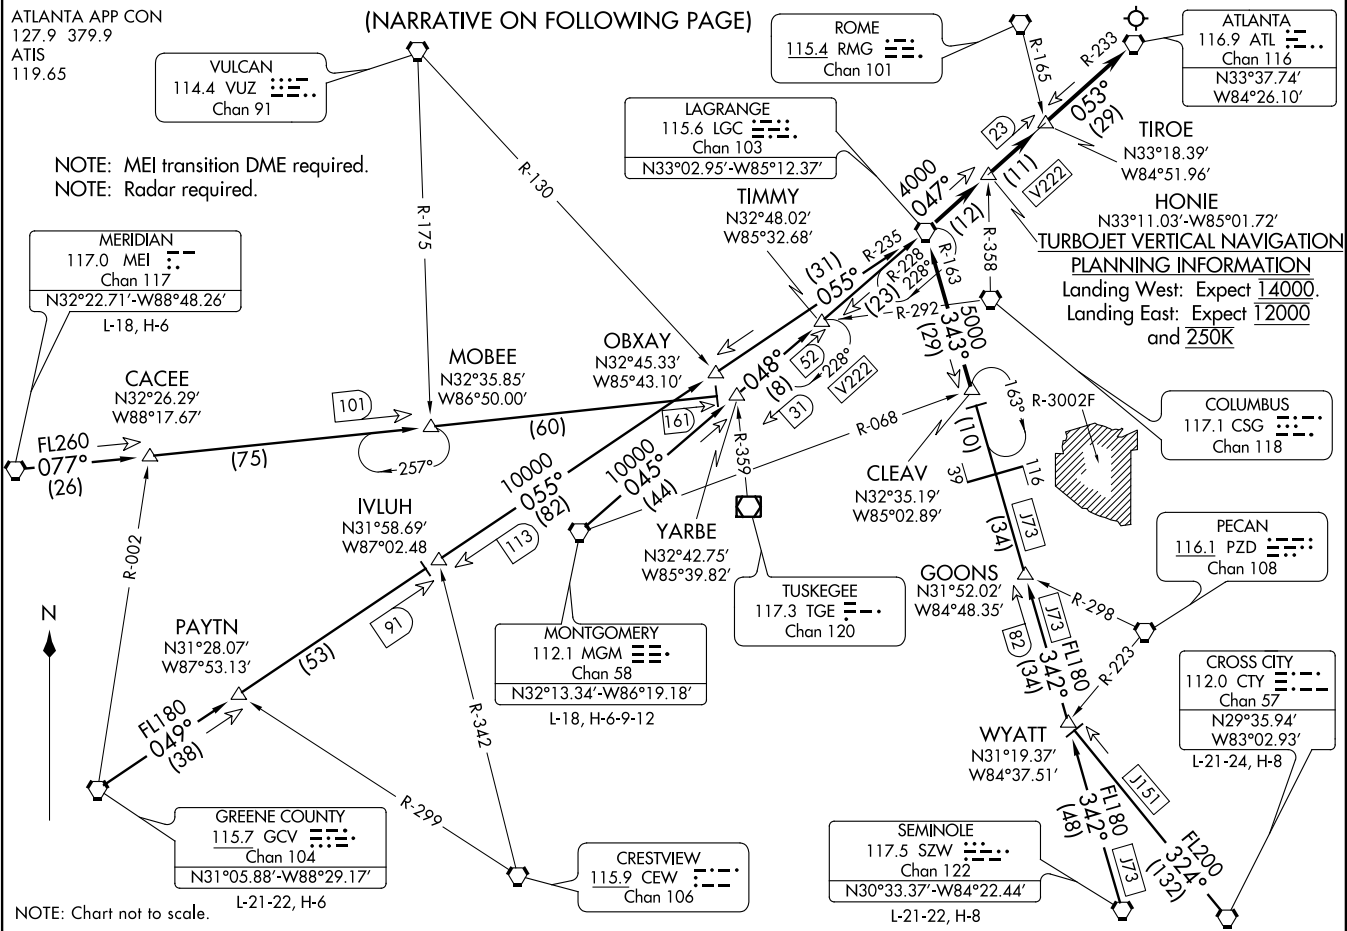 ATLANTA APP CON
127.9 379.9
ATIS
119.65
(NARRATIVE ON FOLLOWING PAGE)
VULCAN
114.4 VUZ
Chan 91
ROME
115.4 RMG
Chan 101
ATLANTA
116.9 ATL
Chan 116
N33°37.74'
W84°26.10'
LAGRANGE
115.6 LGC
Chan 103
N33°02.95'-W85°12.37'
NOTE: MEI transition DME required.
NOTE: Radar required.
R-165
R-233
053°
(29)
23
TIROE
N33°18.39'
W84°51.96'
(11)
V222
4000
047°
(12)
HONIE
N33°11.03'-W85°01.72'
TURBOJET VERTICAL NAVIGATION
PLANNING INFORMATION
Landing West: Expect 14000.
Landing East: Expect 12000
and 250K
R-130
R-175
TIMMY
N32°48.02'
W85°32.68'
MERIDIAN
117.0 MEI
Chan 117
N32°22.71'-W88°48.26'
L-18, H-6
R-235
(31)
055°
R-228
228°
(23)
R-163
R-358
R-292
5000
343°
(29)
OBXAY
N32°45.33'
W85°43.10'
MOBEE
N32°35.85'
W86°50.00'
CACEE
N32°26.29'
W88°17.67'
101
161
048°
(8)
52
228°
V222
31
163°
R-3002F
COLUMBUS
117.1 CSG
Chan 118
FL260
077°
(26)
(75)
257°
(60)
R-359
R-068
CLEAV
N32°35.19'
W85°02.89'
(10)
39
116
J73
(34)
10000
055°
(82)
10000
045°
(44)
113
IVLUH
N31°58.69'
W87°02.48
YARBE
N32°42.75'
W85°39.82'
PECAN
116.1 PZD
Chan 108
R-002
GOONS
N31°52.02'
W84°48.35'
TUSKEGEE
117.3 TGE
Chan 120
R-298
R-223
J73
FL180
342°
(34)
82
N
PAYTN
N31°28.07'
W87°53.13'
91
(53)
MONTGOMERY
112.1 MGM
Chan 58
N32°13.34'-W86°19.18'
L-18, H-6-9-12
CROSS CITY
112.0 CTY
Chan 57
N29°35.94'
W83°02.93'
L-21-24, H-8
FL180
049°
(38)
R-342
WYATT
N31°19.37'
W84°37.51'
J151
R-299
FL180
342°
(48)
J73
FL200
324°
(132)
GREENE COUNTY
115.7 GCV
Chan 104
N31°05.88'-W88°29.17'
L-21-22, H-6
CRESTVIEW
115.9 CEW
Chan 106
SEMINOLE
117.5 SZW
Chan 122
N30°33.37'-W84°22.44'
L-21-22, H-8
NOTE: Chart not to scale.